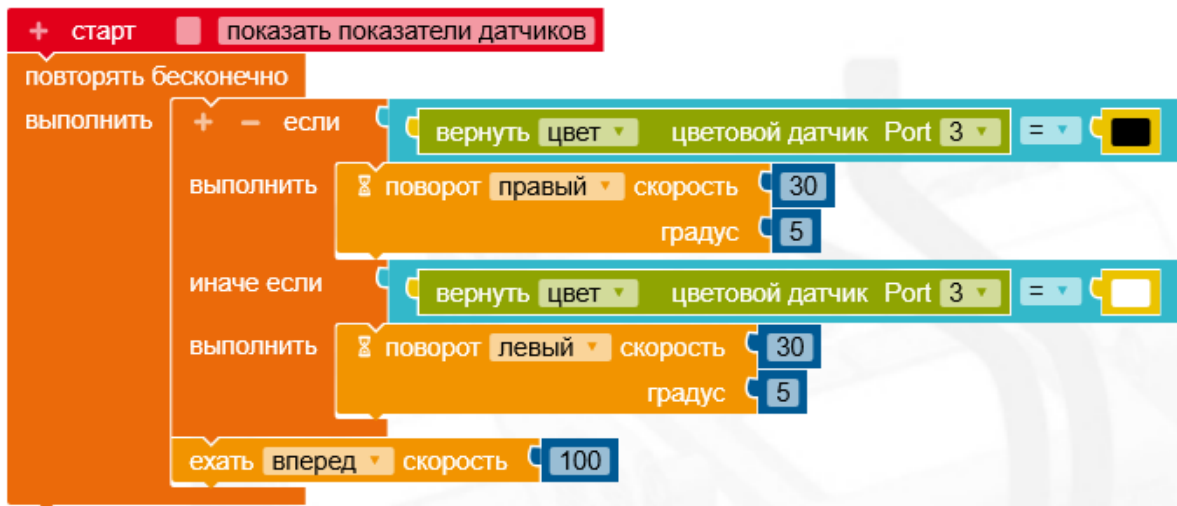 + старт показать показатели датчиков
повторять бесконечно
выполнить + − если вернуть цвет цветовой датчик Port 3 =
выполнить поворот правый скорость 30
градус 5
иначе если вернуть цвет цветовой датчик Port 3 =
выполнить поворот левый скорость 30
градус 5
ехать вперед скорость 100